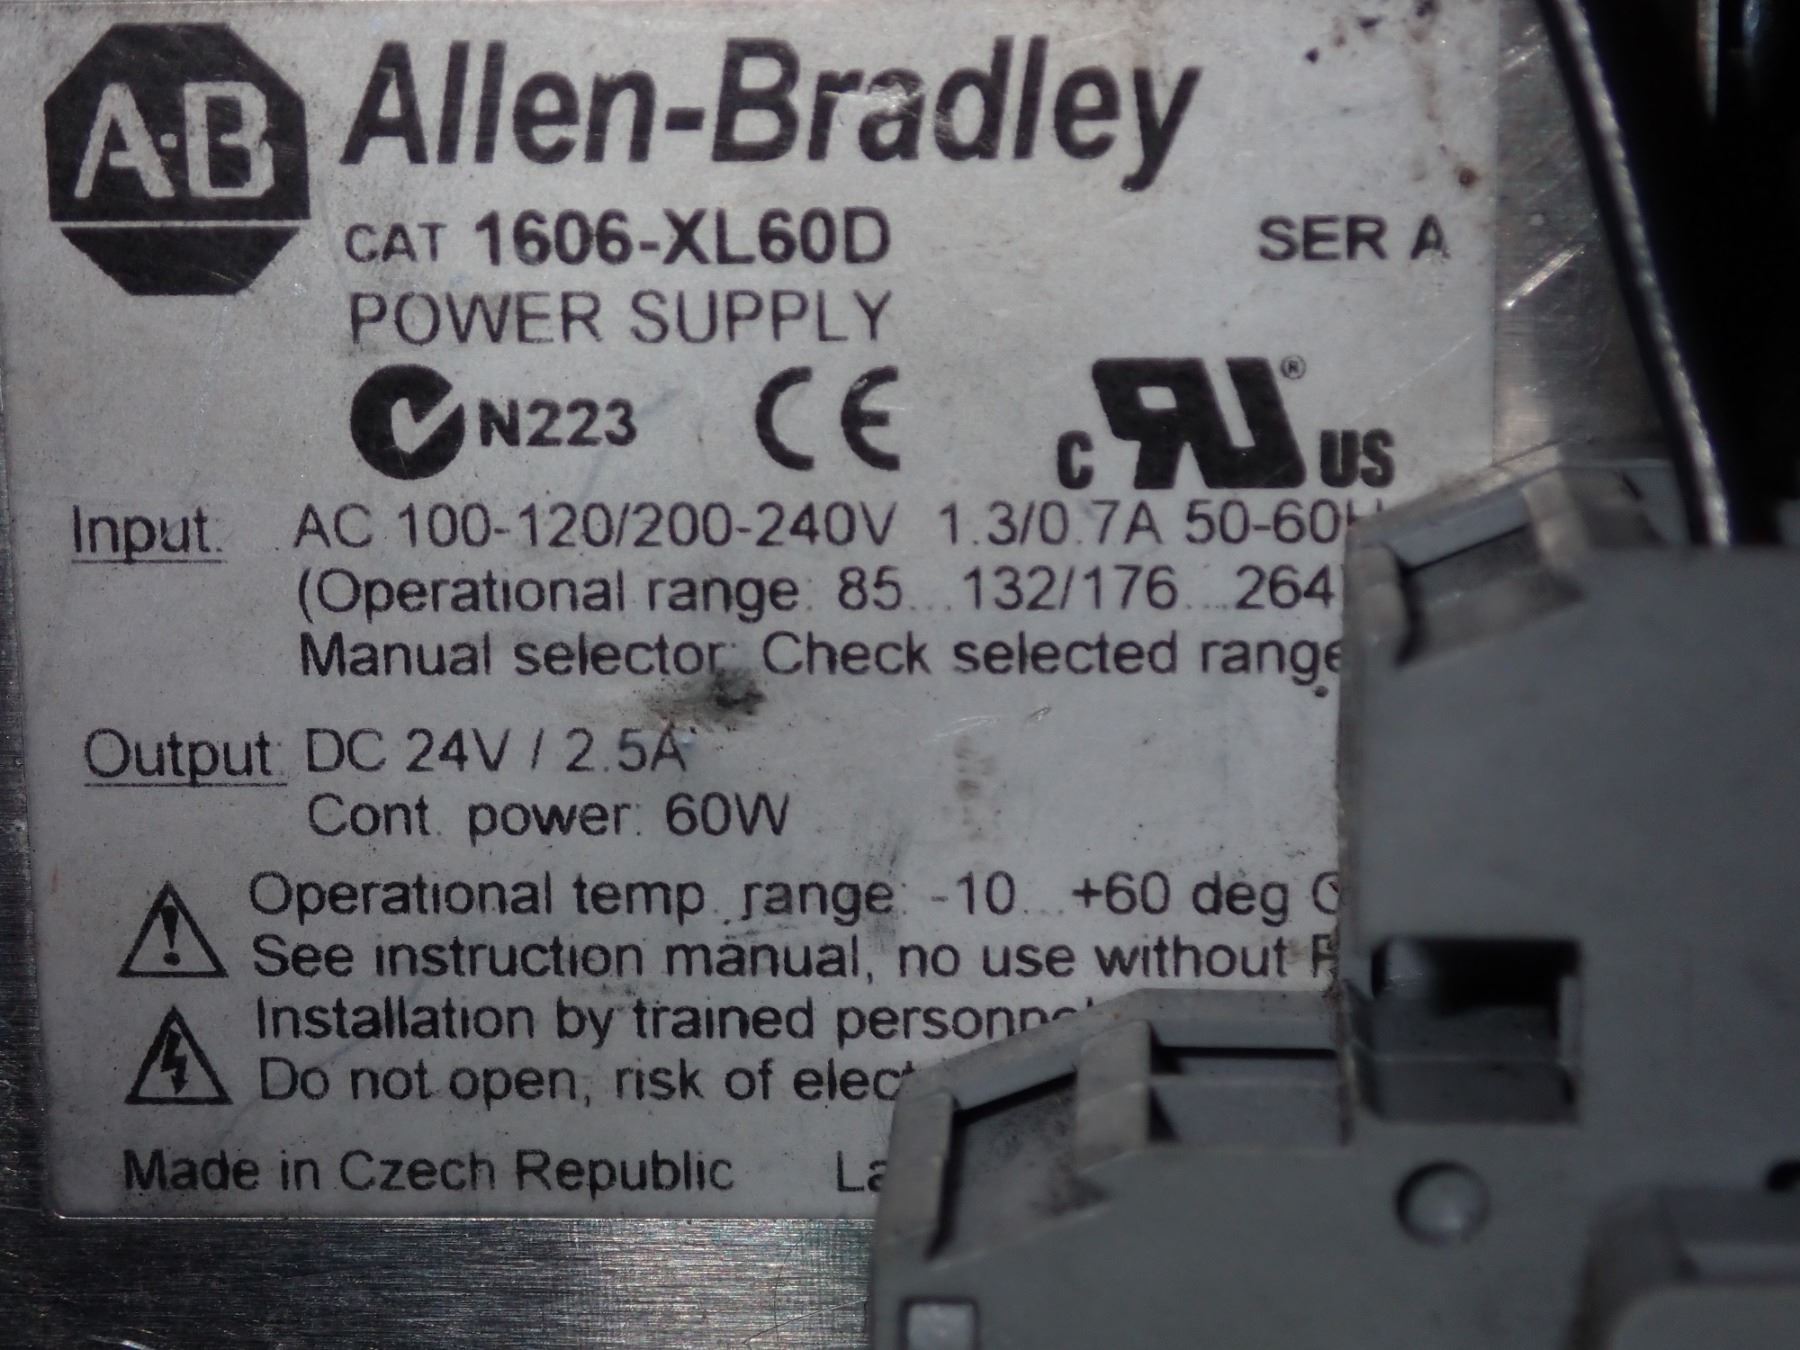 A-B Allen-Bradley
CAT 1606-XL60D SER A
POWER SUPPLY
N223 CE c RU ® US
Input: AC 100-120/200-240V 1.3/0.7A 50-60H
(Operational range: 85...132/176...264
Manual selector: Check selected range
Output: DC 24V / 2.5A
Cont. power: 60W
Operational temp. range: -10...+60 deg C
See instruction manual, no use without
Installation by trained
Do not open, risk of
Made in Czech Republic